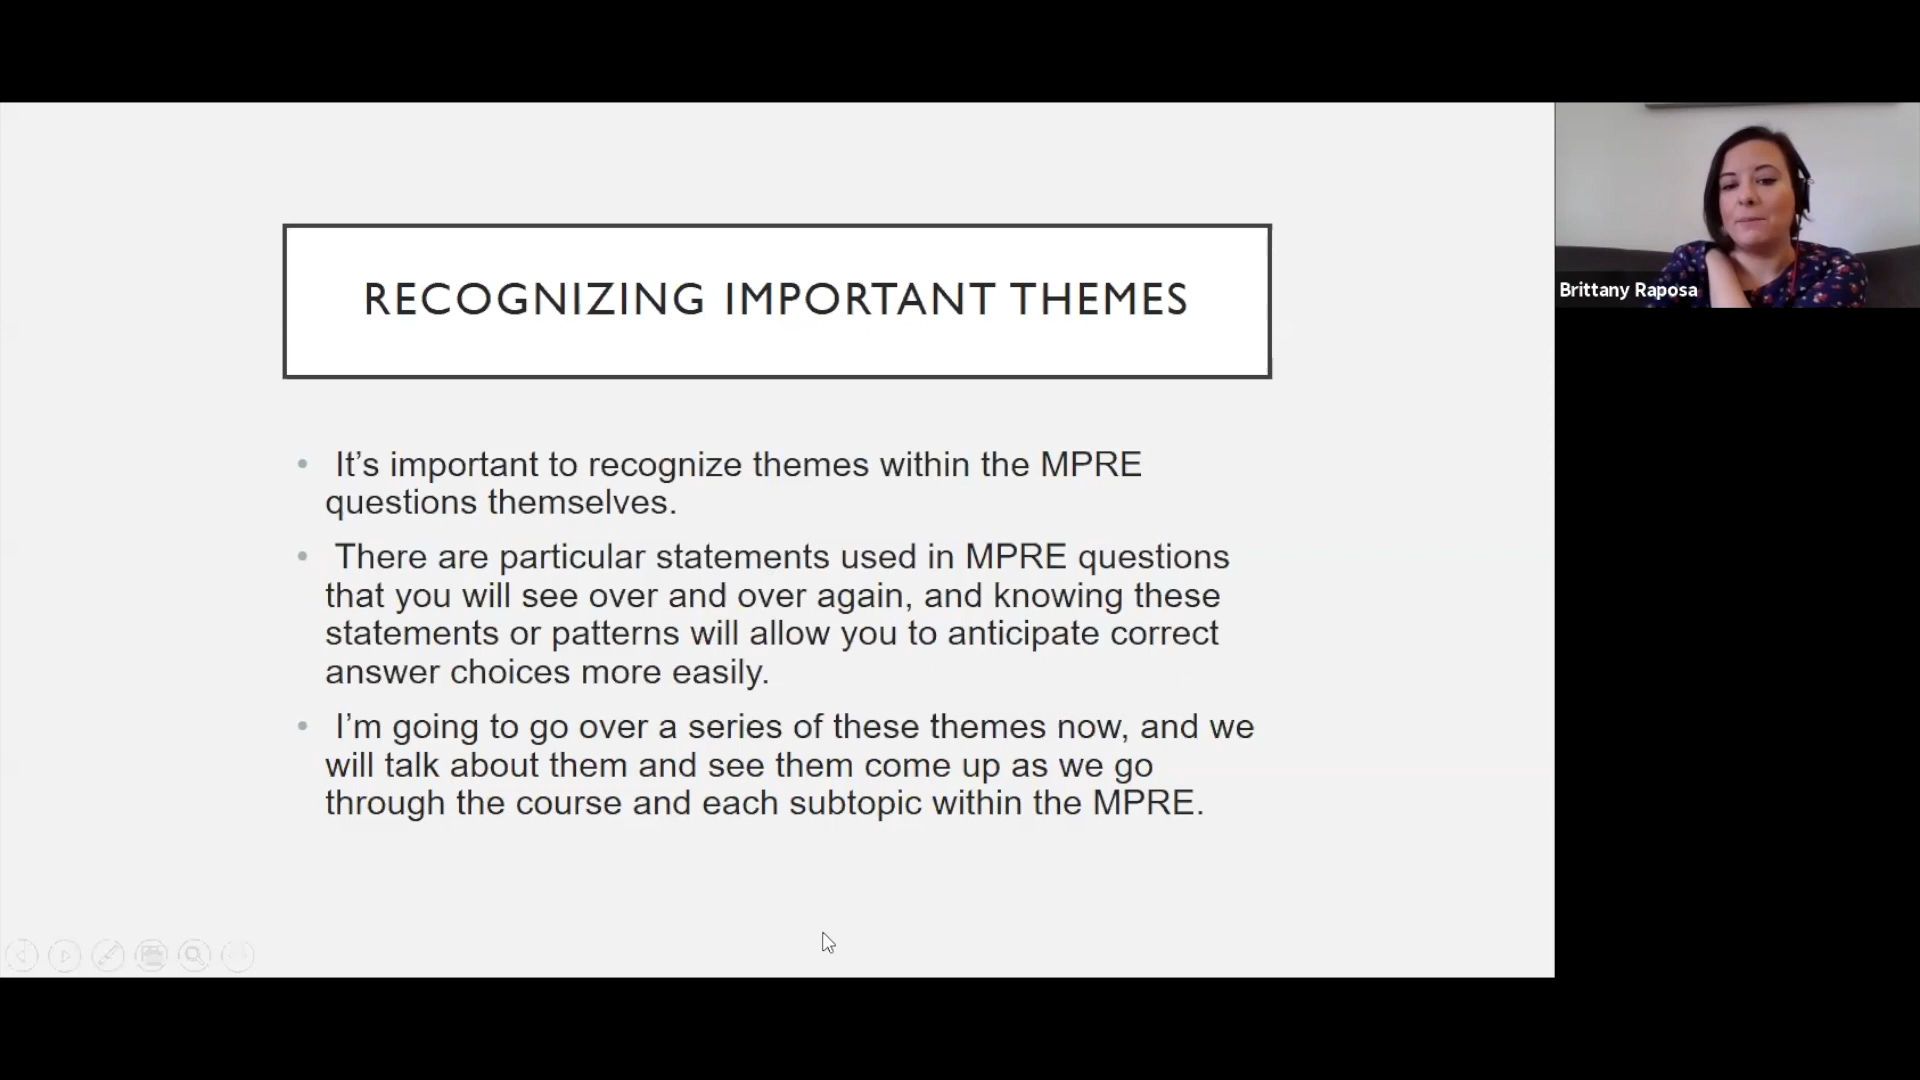 RECOGNIZING IMPORTANT THEMES
• It’s important to recognize themes within the MPRE
questions themselves.
• There are particular statements used in MPRE questions
that you will see over and over again, and knowing these
statements or patterns will allow you to anticipate correct
answer choices more easily.
• I’m going to go over a series of these themes now, and we
will talk about them and see them come up as we go
through the course and each subtopic within the MPRE.
Brittany Raposa